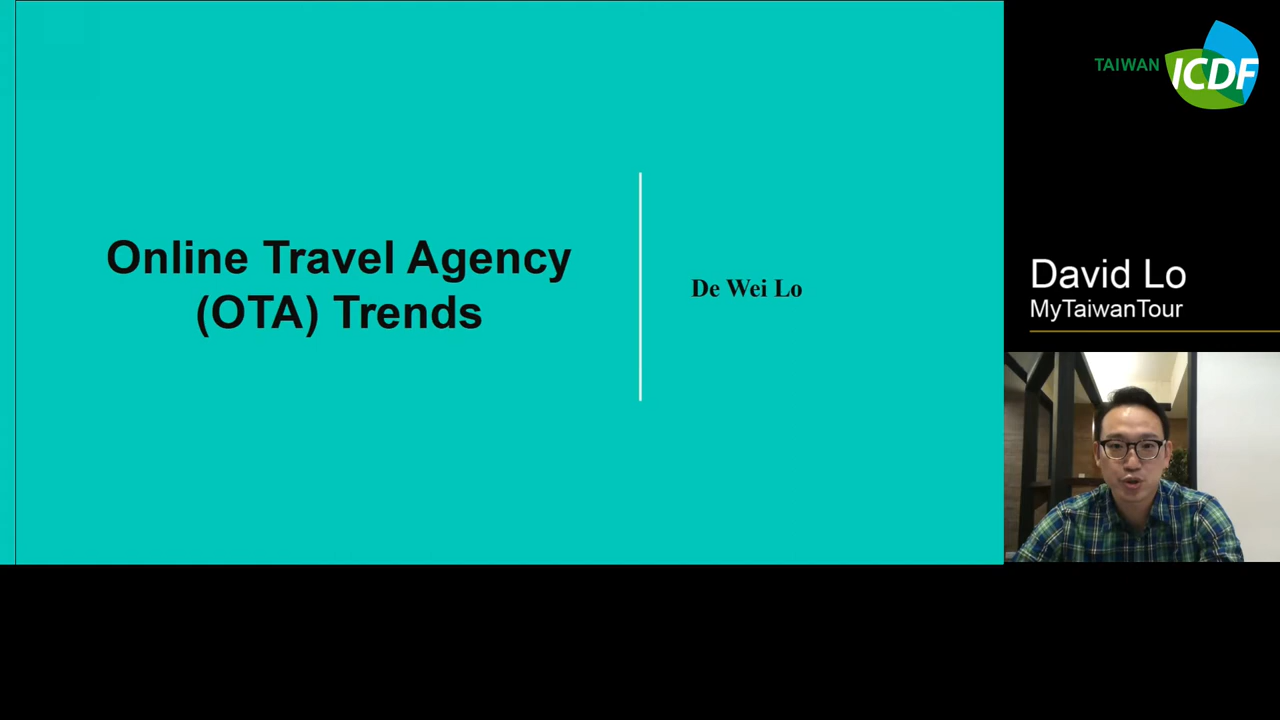 Online Travel Agency
(OTA) Trends
De Wei Lo
TAIWAN ICDF
David Lo
MyTaiwanTour